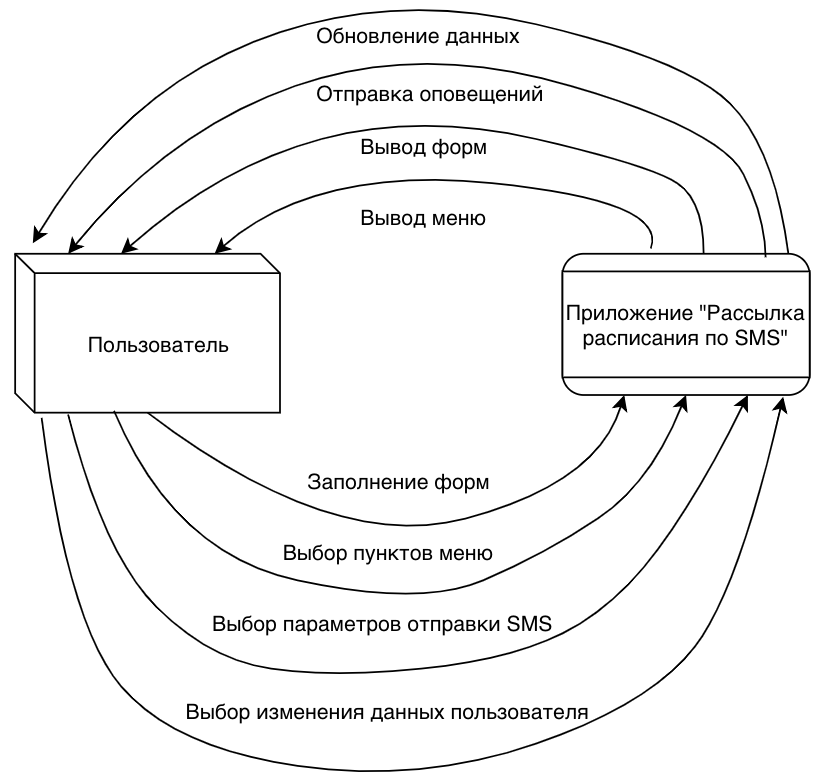 Обновление данных
Отправка оповещений
Вывод форм
Вывод меню
Пользователь
Приложение "Рассылка
расписания по SMS"
Заполнение форм
Выбор пунктов меню
Выбор параметров отправки SMS
Выбор изменения данных пользователя